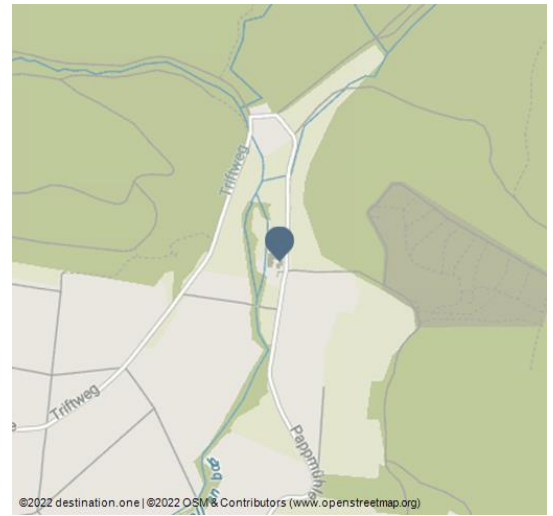 Triftweg
Triftweg
Pappmühle
©2022 destination.one | ©2022 OSM & Contributors (www.openstreetmap.org)